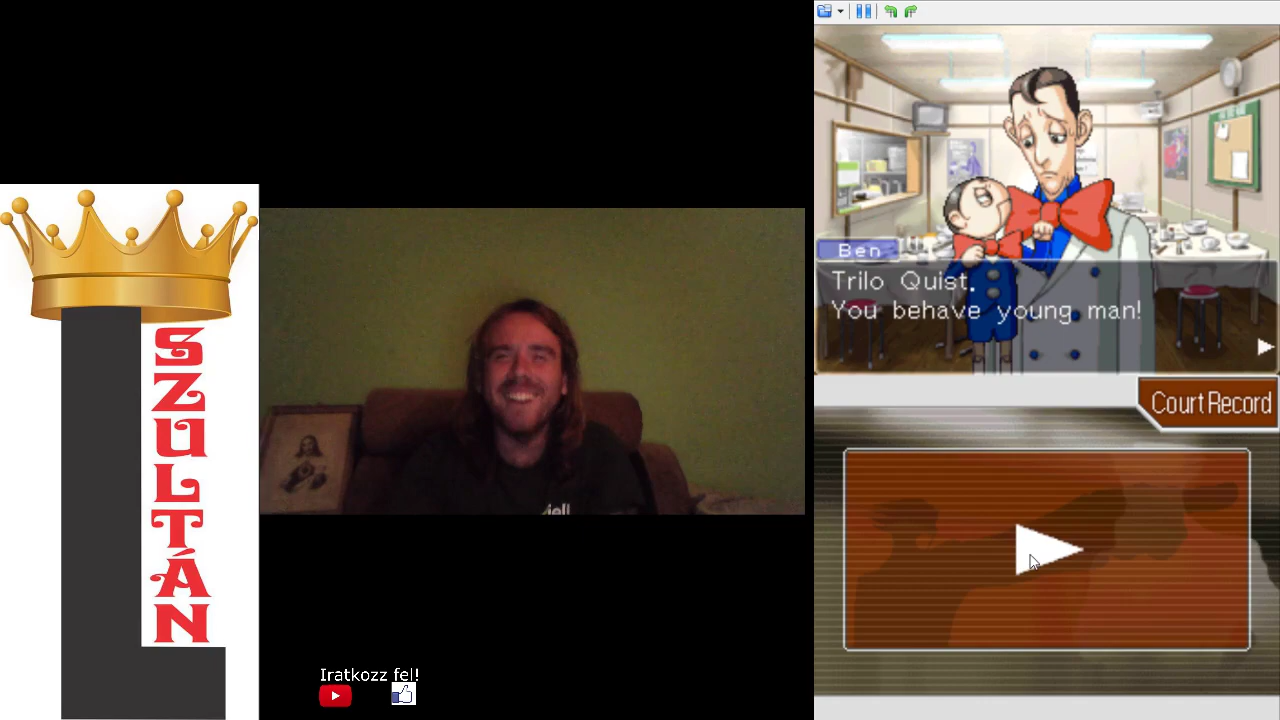 SZULTÁN
L
Iratkozz fel!
Ben
Trilo Quist.
You behave young man!
Court Record